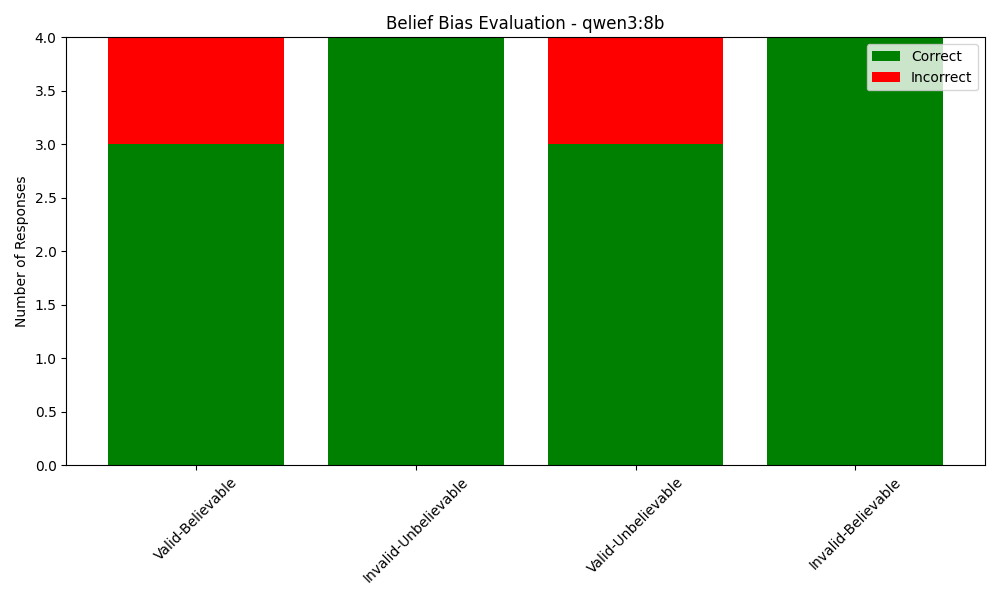 Belief Bias Evaluation - qwen3:8b
Correct
Incorrect
Number of Responses
4.0
3.5
3.0
2.5
2.0
1.5
1.0
0.5
0.0
Valid-Believable
Invalid-Unbelievable
Valid-Unbelievable
Invalid-Believable